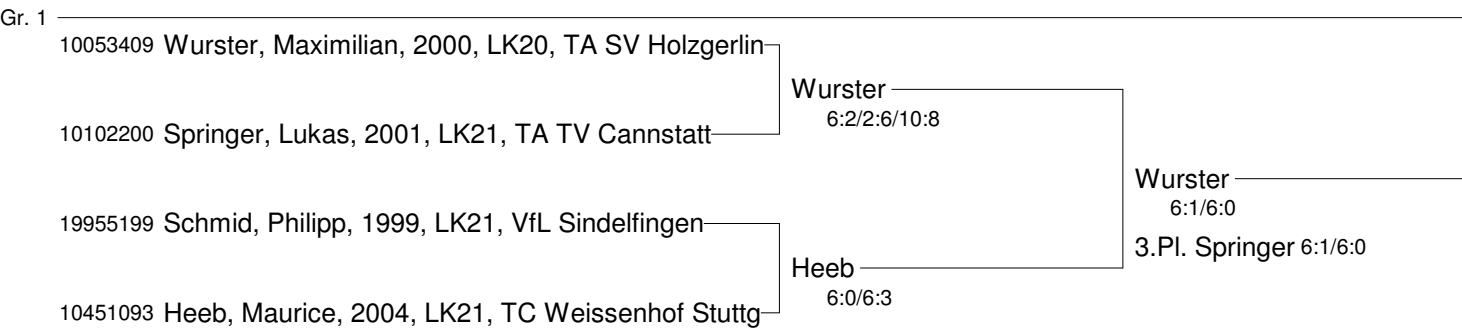 Gr. 1
10053409 Wurster, Maximilian, 2000, LK20, TA SV Holzgerlin
Wurster
6:2/2:6/10:8
10102200 Springer, Lukas, 2001, LK21, TA TV Cannstatt
Wurster
6:1/6:0
19955199 Schmid, Philipp, 1999, LK21, VfL Sindelfingen
3.Pl. Springer 6:1/6:0
Heeb
6:0/6:3
10451093 Heeb, Maurice, 2004, LK21, TC Weissenhof Stuttg